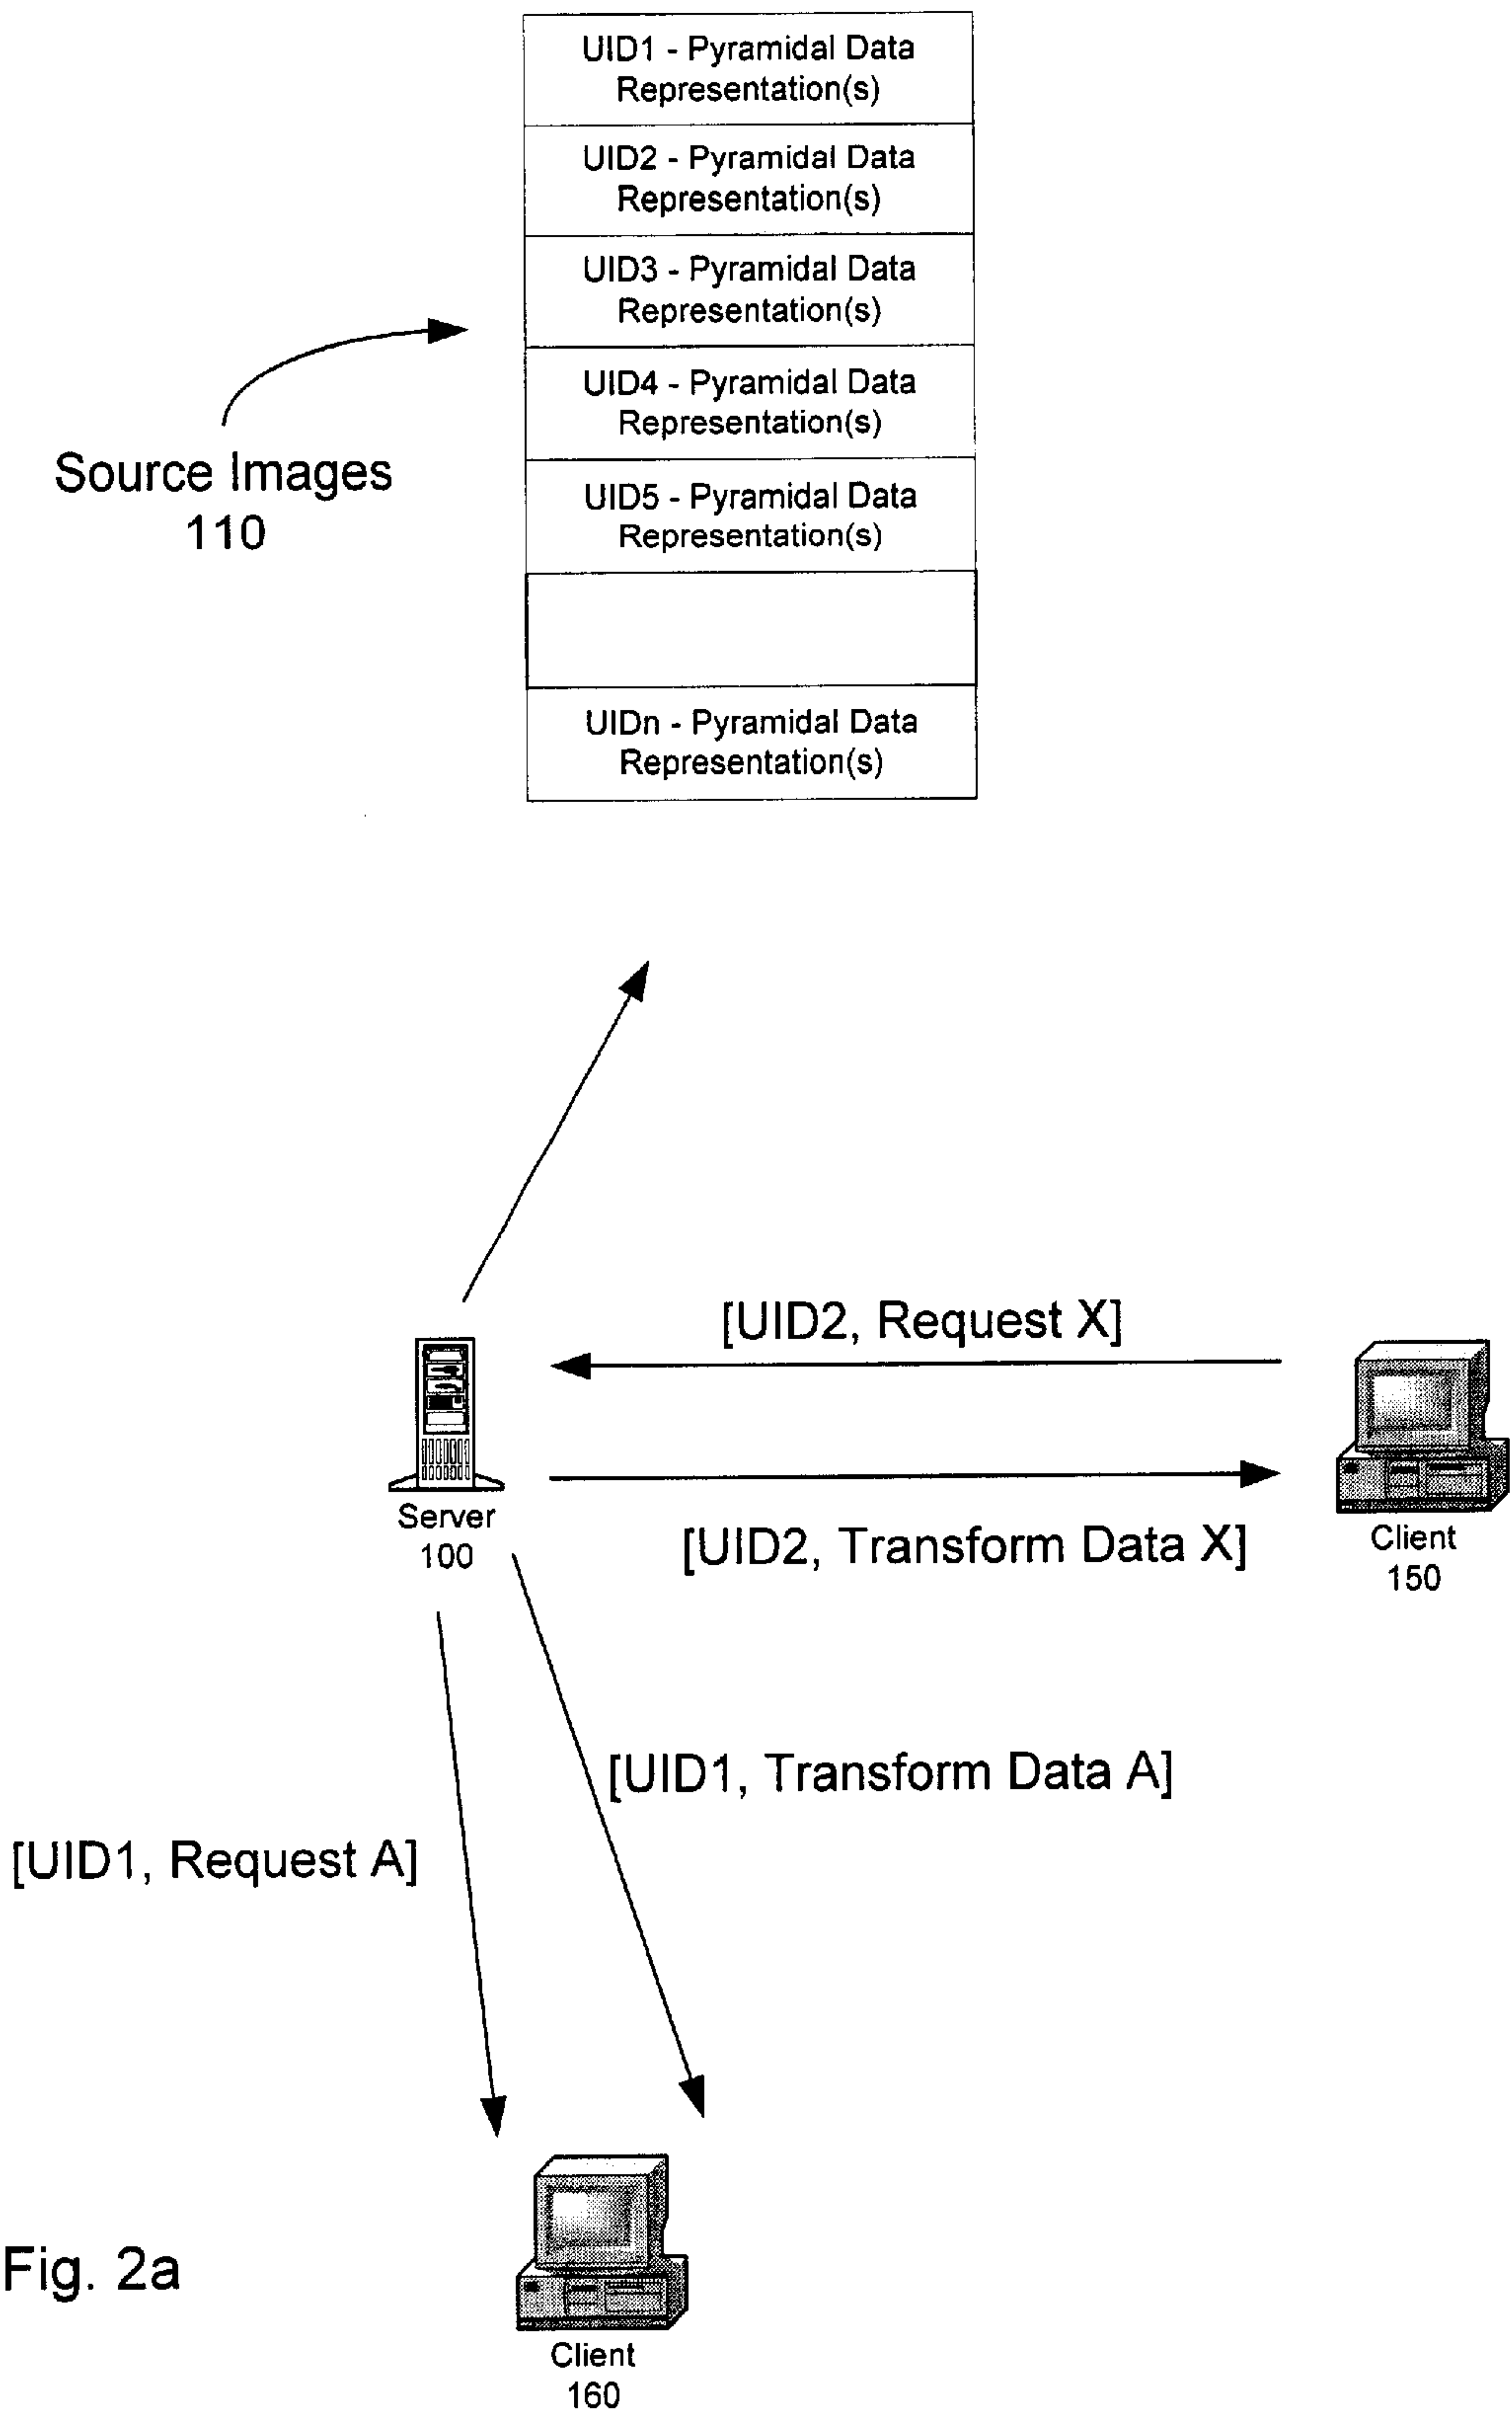 UID1 - Pyramidal Data
Representation(s)
UID2 - Pyramidal Data
Representation(s)
UID3 - Pyramidal Data
Representation(s)
UID4 - Pyramidal Data
Representation(s)
Source Images
110
UID5 - Pyramidal Data
Representation(s)
UIDn - Pyramidal Data
Representation(s)
[UID2, Request X]
Server
100
[UID2, Transform Data X]
Client
150
[UID1, Transform Data A]
[UID1, Request A]
Fig. 2a
Client
160